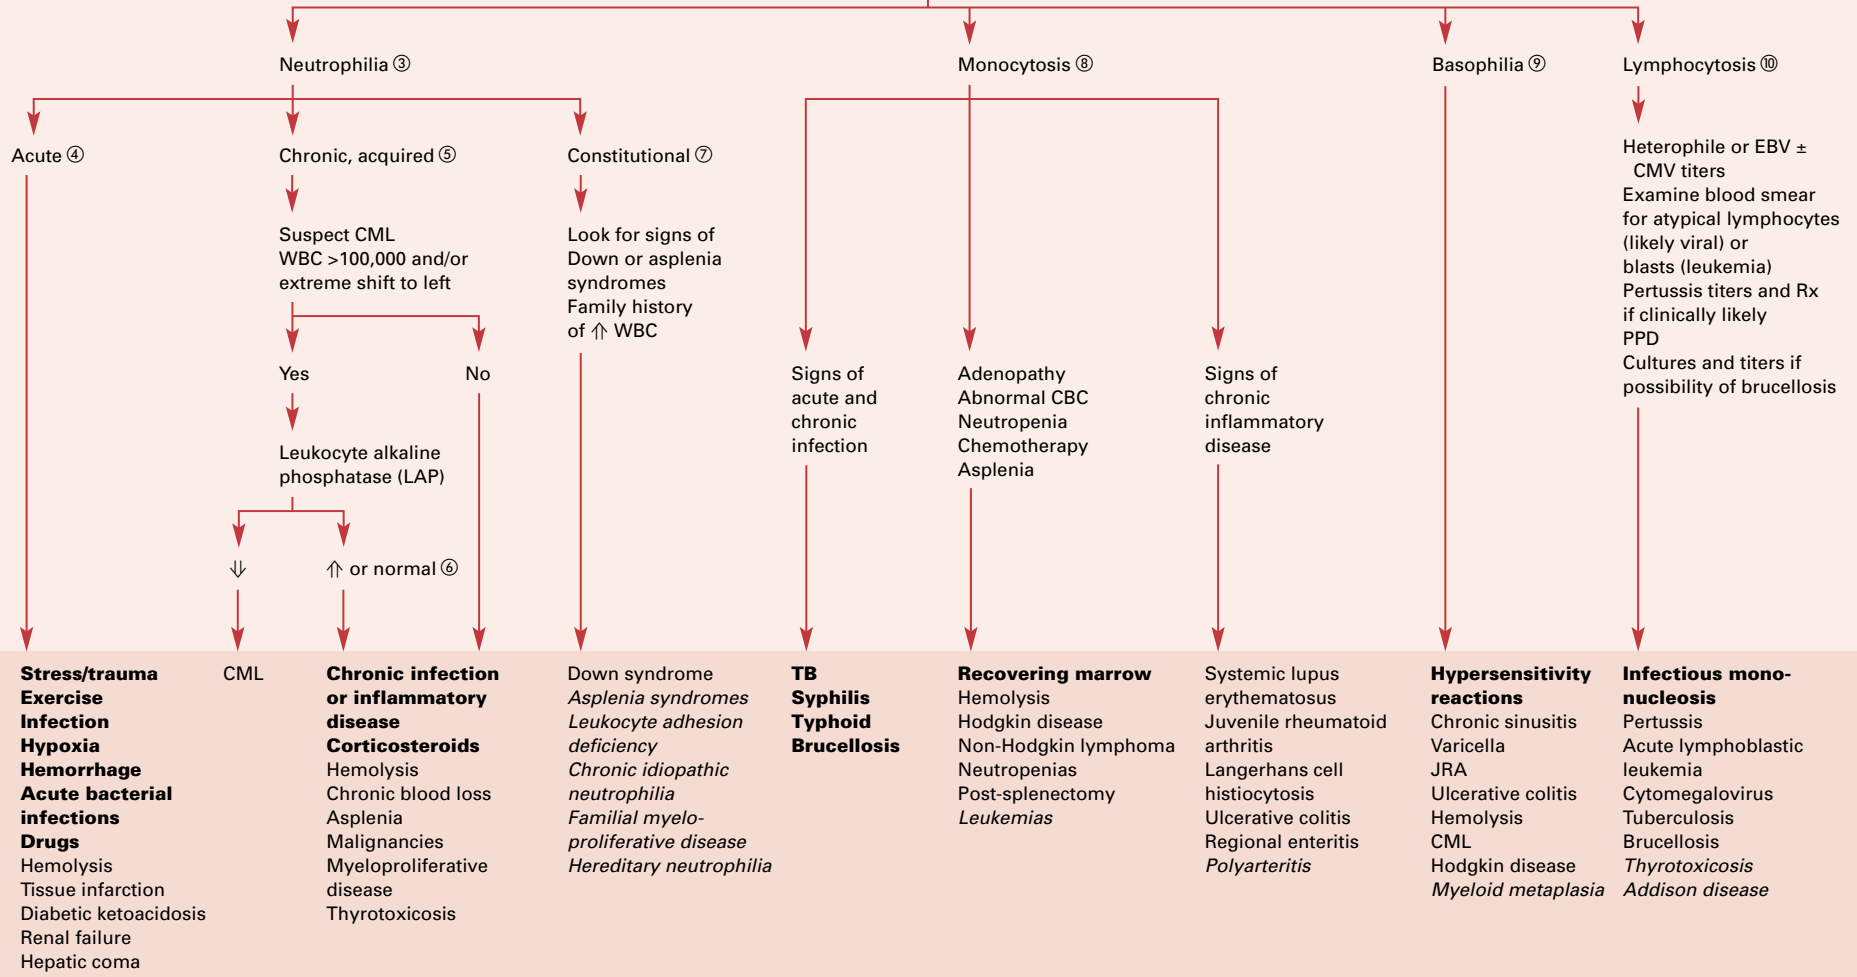 Neutrophilia ③
Monocytosis ⑧
Basophilia ⑨
Lymphocytosis ⑩
Acute ④
Chronic, acquired ⑤
Constitutional ⑦
Suspect CML
WBC >100,000 and/or
extreme shift to left
Look for signs of
Down or asplenia
syndromes
Family history
of ⇑ WBC
Heterophile or EBV ±
CMV titers
Examine blood smear
for atypical lymphocytes
(likely viral) or
blasts (leukemia)
Pertussis titers and Rx
if clinically likely
PPD
Cultures and titers if
possibility of brucellosis
Yes
No
Signs of
acute and
chronic
infection
Adenopathy
Abnormal CBC
Neutropenia
Chemotherapy
Asplenia
Signs of
chronic
inflammatory
disease
Leukocyte alkaline
phosphatase (LAP)
⇓
⇑ or normal ⑥
Stress/trauma
Exercise
Infection
Hypoxia
Hemorrhage
Acute bacterial
infections
Drugs
Hemolysis
Tissue infarction
Diabetic ketoacidosis
Renal failure
Hepatic coma
CML
Chronic infection
or inflammatory
disease
Corticosteroids
Hemolysis
Chronic blood loss
Asplenia
Malignancies
Myeloproliferative
disease
Thyrotoxicosis
Down syndrome
Asplenia syndromes
Leukocyte adhesion
deficiency
Chronic idiopathic
neutrophilia
Familial myelo-
proliferative disease
Hereditary neutrophilia
TB
Syphilis
Typhoid
Brucellosis
Recovering marrow
Hemolysis
Hodgkin disease
Non-Hodgkin lymphoma
Neutropenias
Post-splenectomy
Leukemias
Systemic lupus
erythematosus
Juvenile rheumatoid
arthritis
Langerhans cell
histiocytosis
Ulcerative colitis
Regional enteritis
Polyarteritis
Hypersensitivity
reactions
Chronic sinusitis
Varicella
JRA
Ulcerative colitis
Hemolysis
CML
Hodgkin disease
Myeloid metaplasia
Infectious mono-
nucleosis
Pertussis
Acute lymphoblastic
leukemia
Cytomegalovirus
Tuberculosis
Brucellosis
Thyrotoxicosis
Addison disease